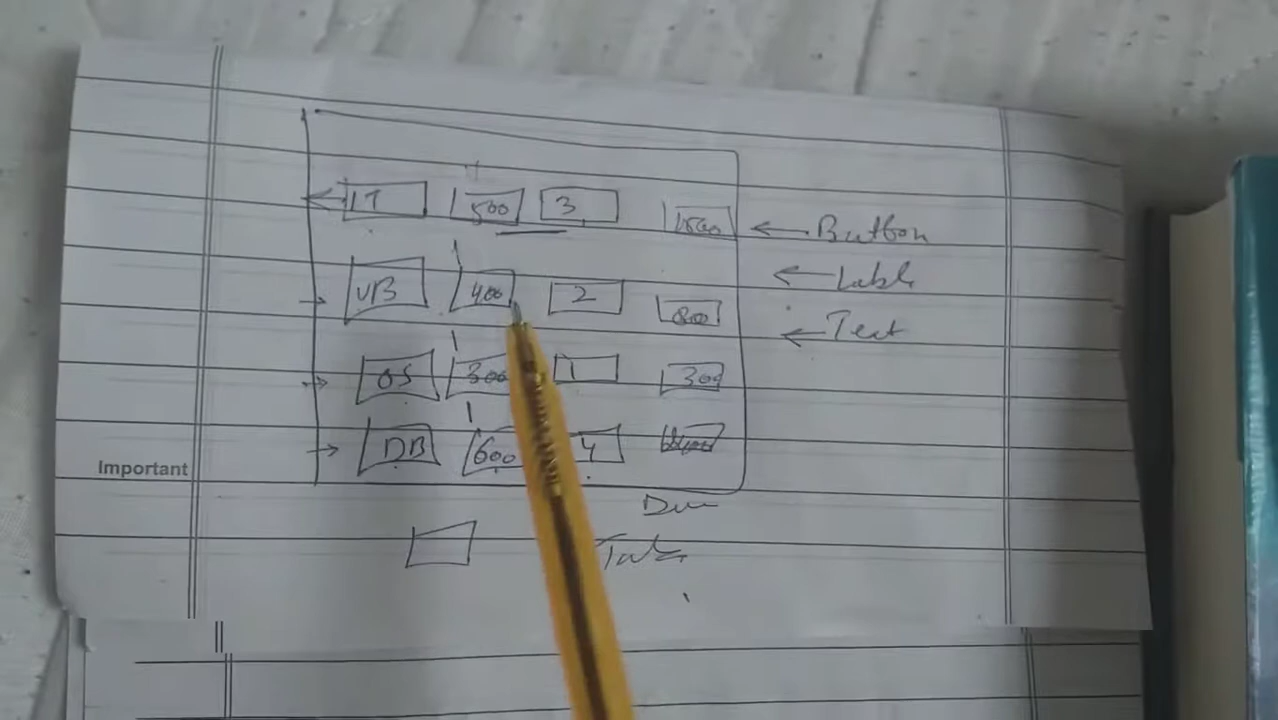 IT 500 3 1500 ← Button
VB 400 2 800 ← Label
← Text
OS 300 1 300
DB 600 4
Important